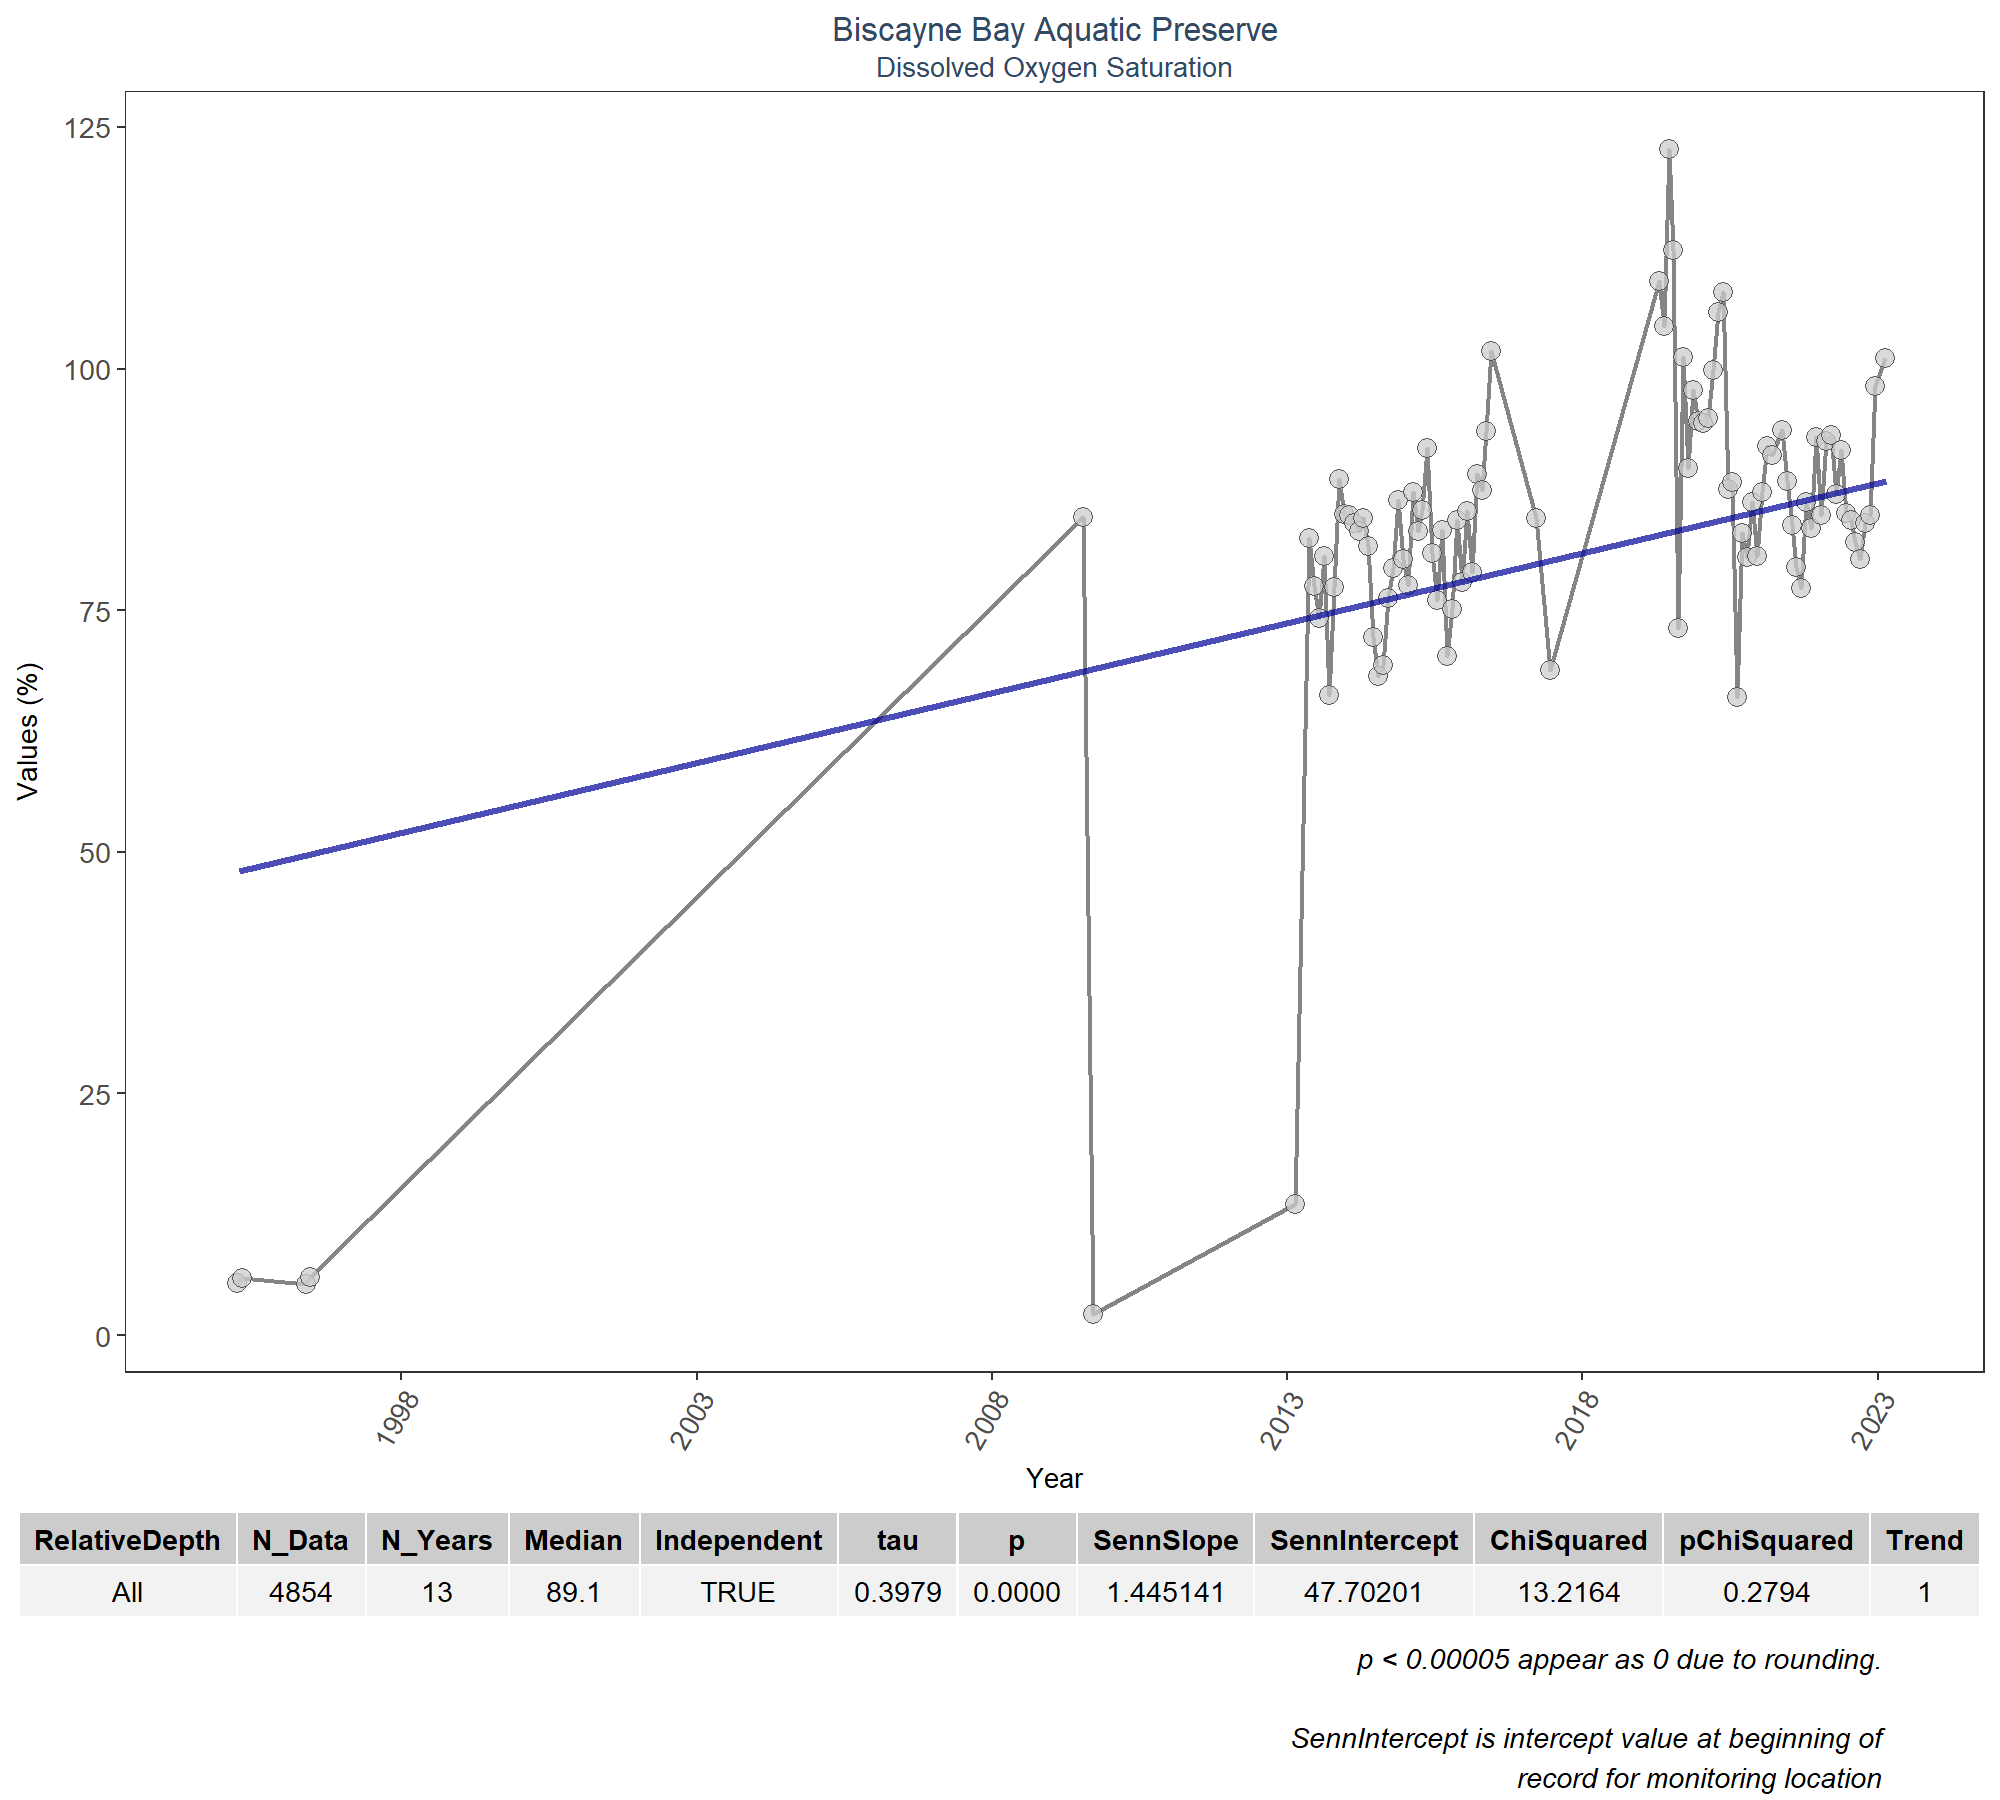 Biscayne Bay Aquatic Preserve
Dissolved Oxygen Saturation
125
100
75
50
25
0
Values (%)
1998
2003
2008
2013
2018
2023
Year
RelativeDepth N_Data N_Years Median Independent tau p SennSlope SennIntercept ChiSquared pChiSquared Trend
All 4854 13 89.1 TRUE 0.3979 0.0000 1.445141 47.70201 13.2164 0.2794 1
p < 0.00005 appear as 0 due to rounding.
SennIntercept is intercept value at beginning of
record for monitoring location